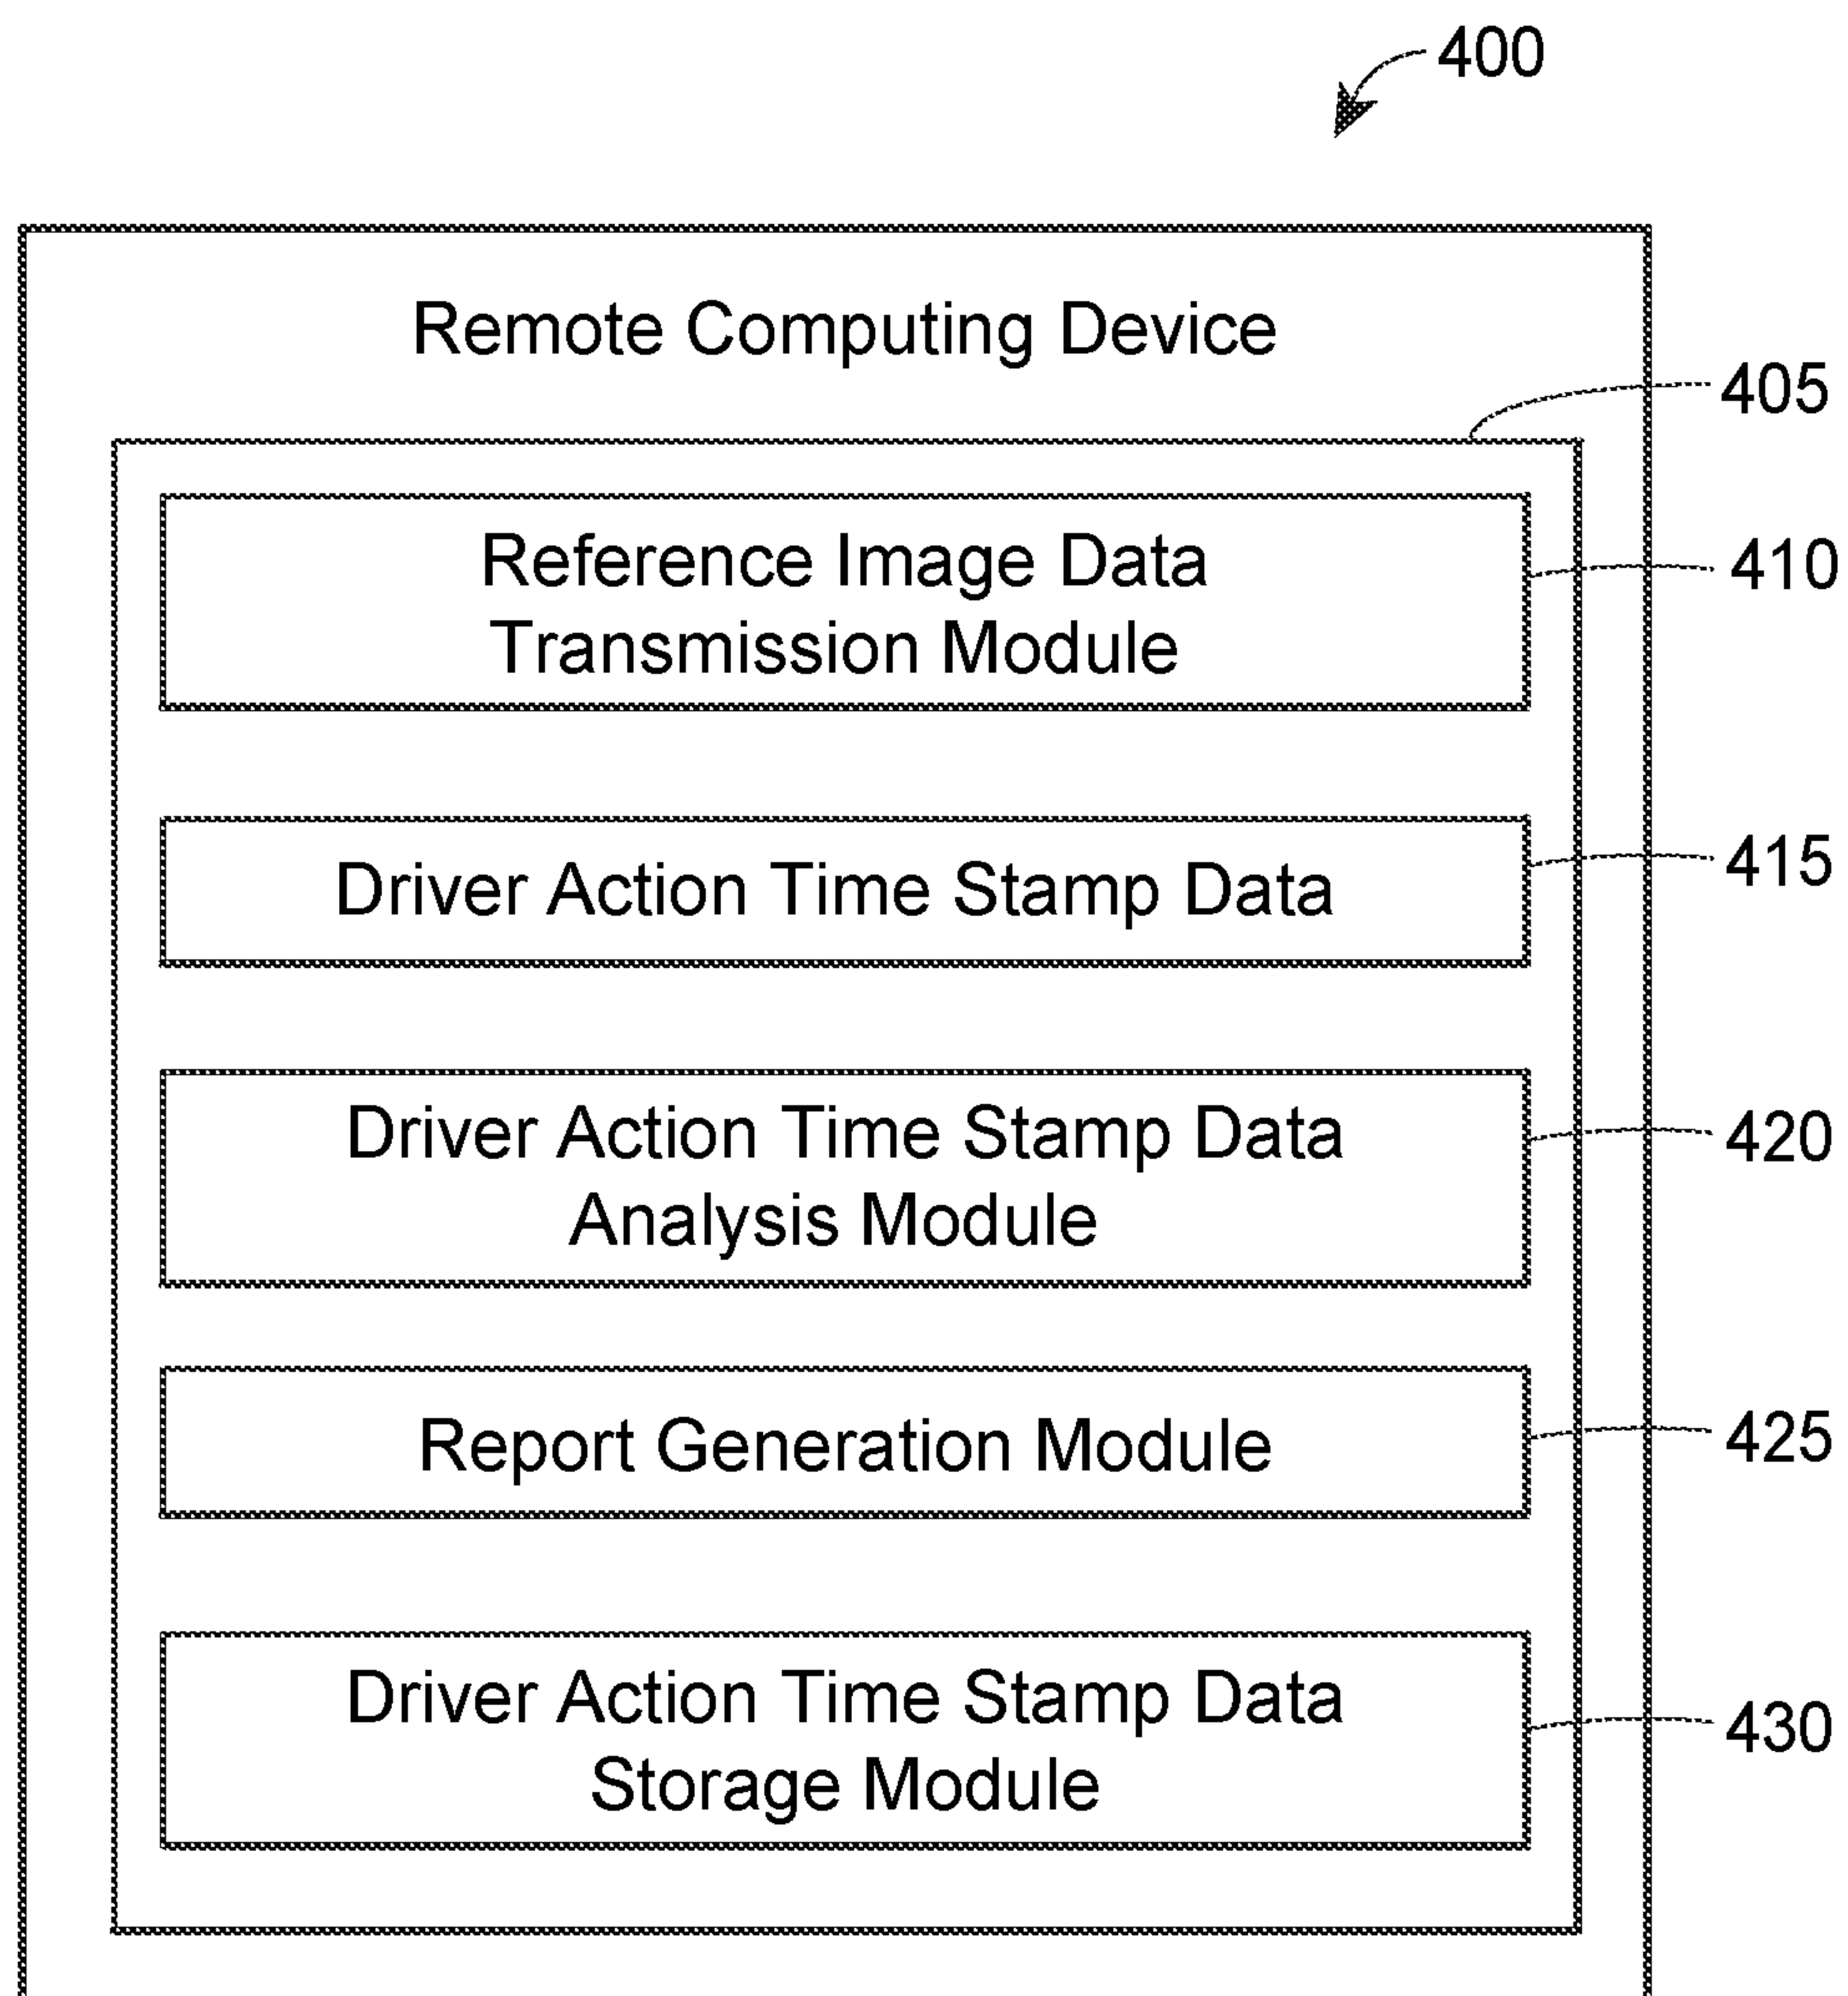 400
Remote Computing Device
405
Reference Image Data
Transmission Module
410
Driver Action Time Stamp Data
415
Driver Action Time Stamp Data
Analysis Module
420
Report Generation Module
425
Driver Action Time Stamp Data
Storage Module
430